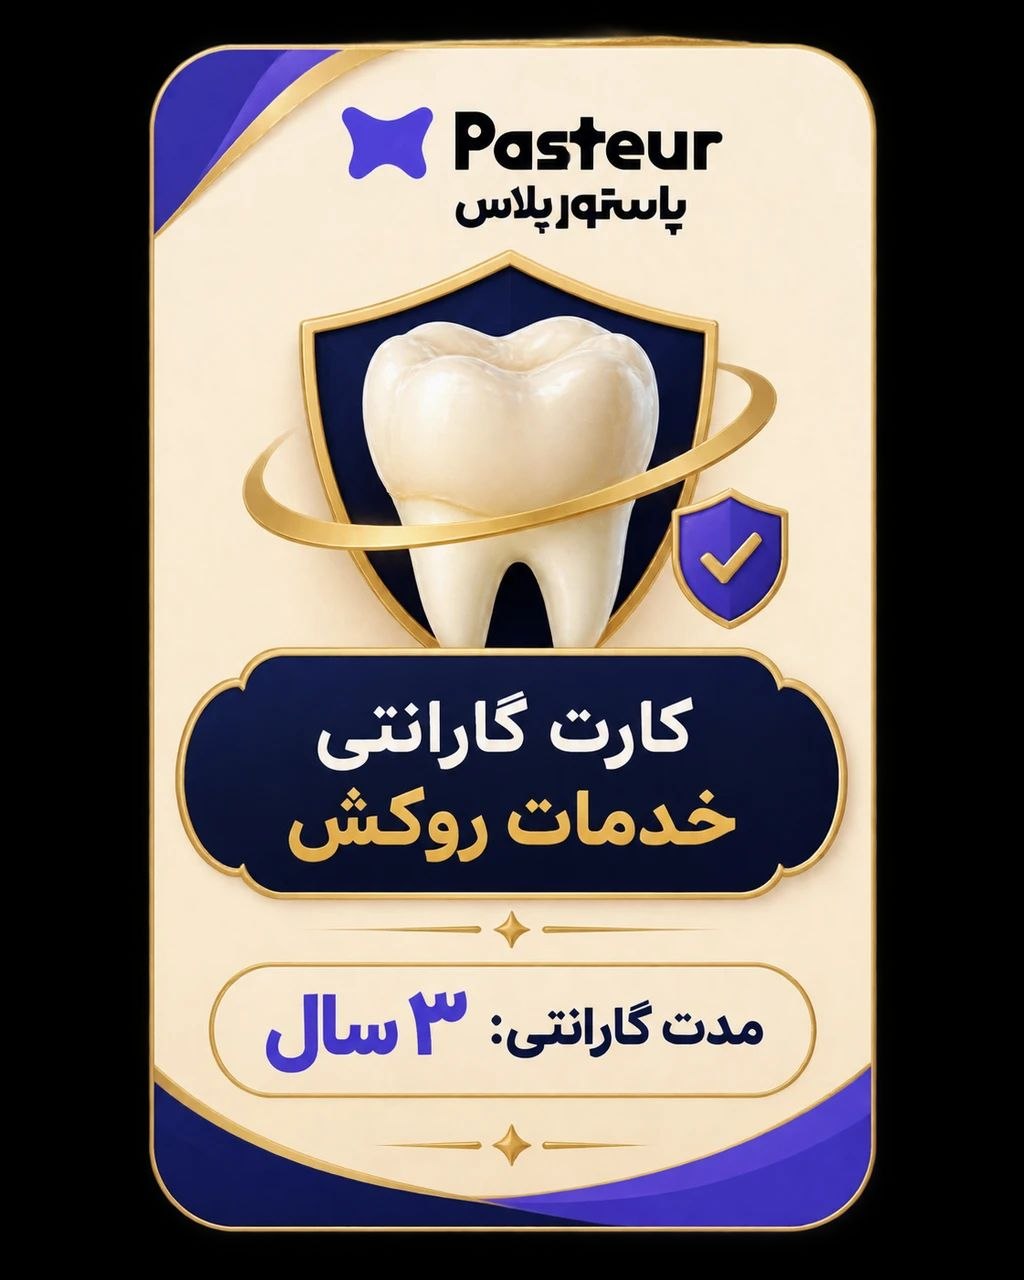 Pasteur
پاستور پلاس
کارت گارانتی
خدمات روکش
مدت گارانتی: ۳ سال